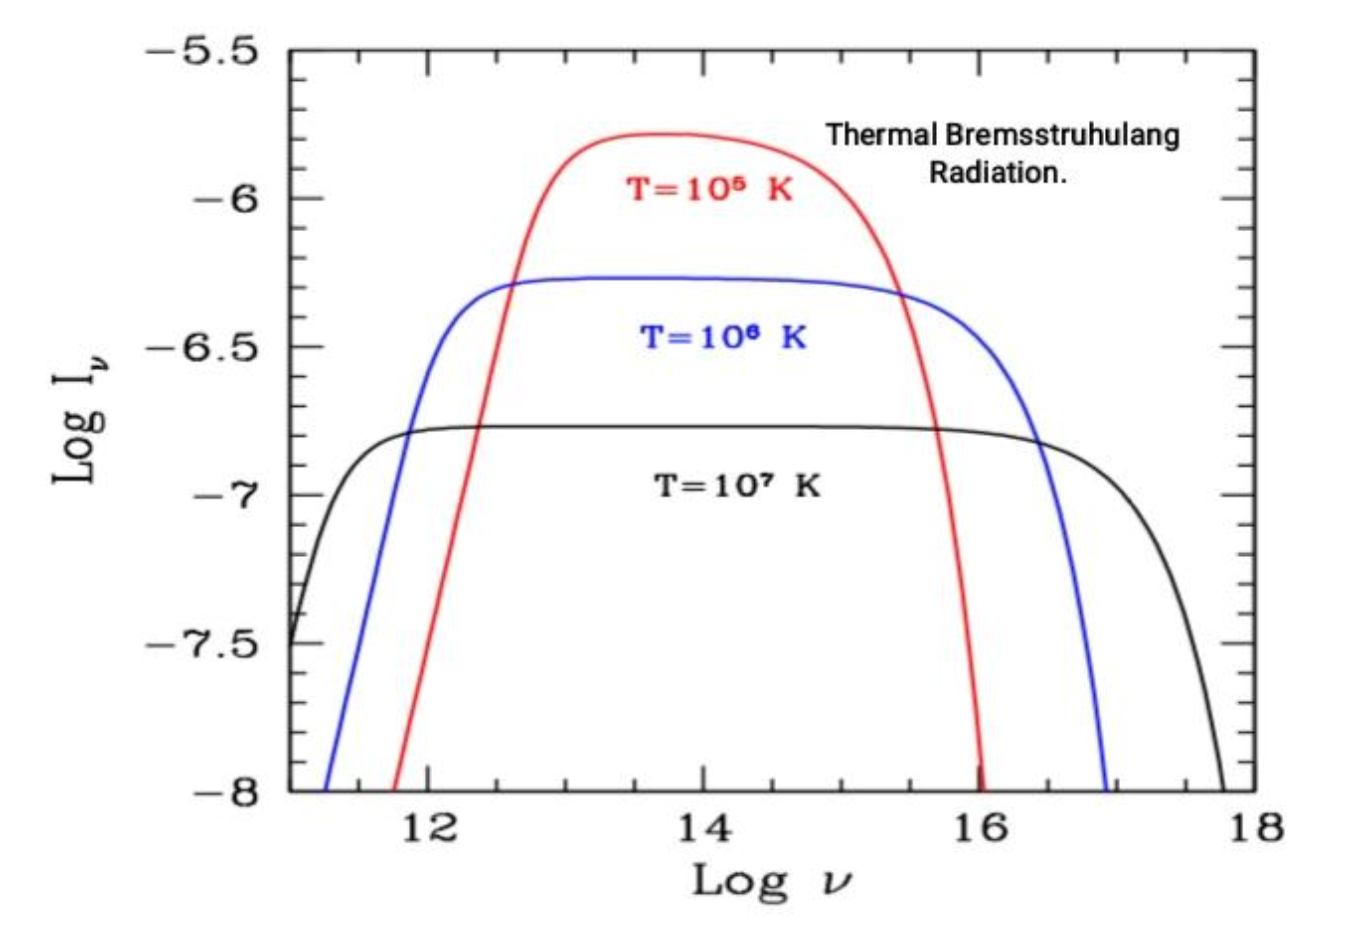 −5.5
−6
−6.5
−7
−7.5
−8
Log Iν
Thermal Bremsstruhulang
Radiation.
T=10⁵ K
T=10⁶ K
T=10⁷ K
12 14 16 18
Log ν